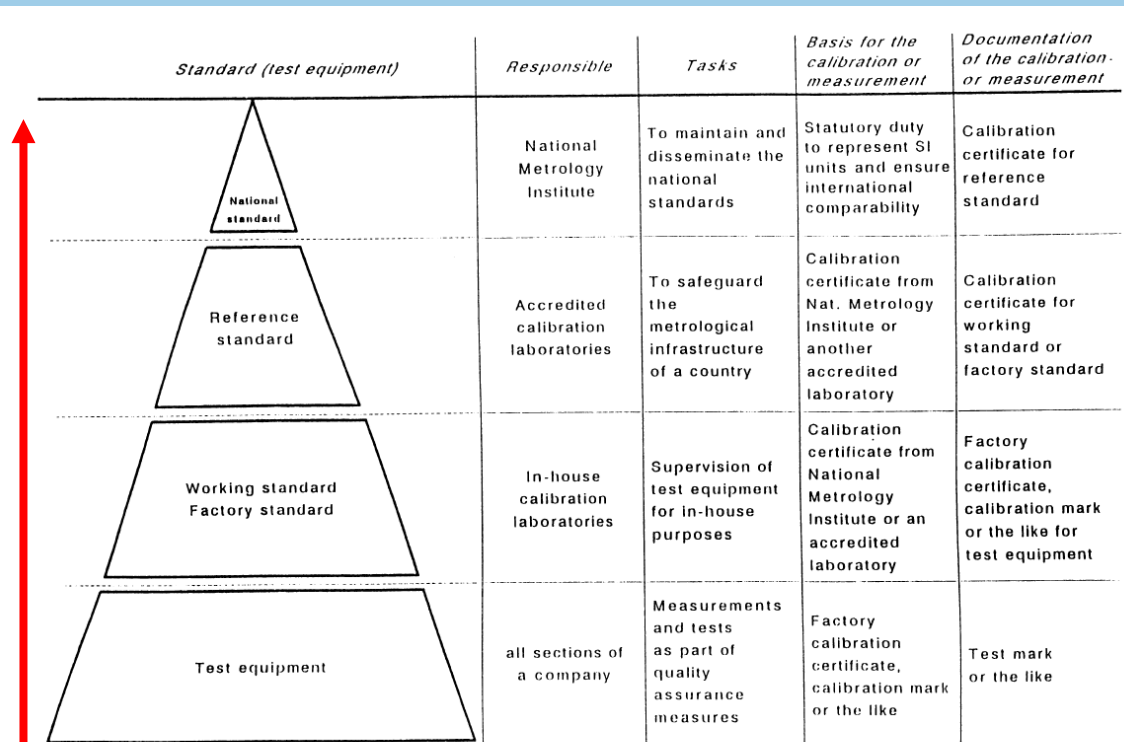 Standard (test equipment)
Responsible
Tasks
Basis for the
calibration or
measurement
Documentation
of the calibration
or measurement
National
standard
National
Metrology
Institute
To maintain and
disseminate the
national
standards
Statutory duty
to represent SI
units and ensure
international
comparability
Calibration
certificate for
reference
standard
Reference
standard
Accredited
calibration
laboratories
To safeguard
the
metrological
infrastructure
of a country
Calibration
certificate from
Nat. Metrology
Institute or
another
accredited
laboratory
Calibration
certificate for
working
standard or
factory standard
Working standard
Factory standard
In-house
calibration
laboratories
Supervision of
test equipment
for in-house
purposes
Calibration
certificate from
National
Metrology
Institute or an
accredited
laboratory
Factory
calibration
certificate,
calibration mark
or the like for
test equipment
Test equipment
all sections of
a company
Measurements
and tests
as part of
quality
assurance
measures
Factory
calibration
certificate,
calibration mark
or the like
Test mark
or the like